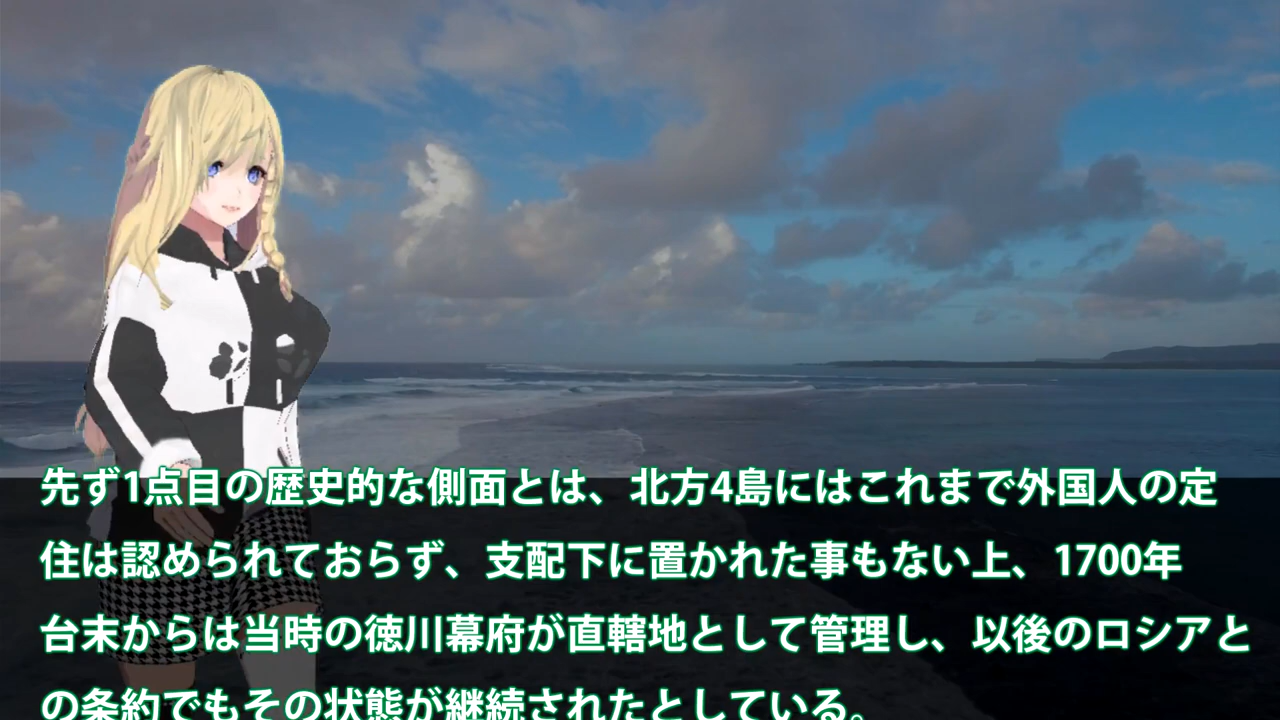 先ず1点目の歴史的な側面とは、北方4島にはこれまで外国人の定
住は認められておらず、支配下に置かれた事もない上、1700年
台末からは当時の徳川幕府が直轄地として管理し、以後のロシアと
の条約でもその状態が継続されたとしている。